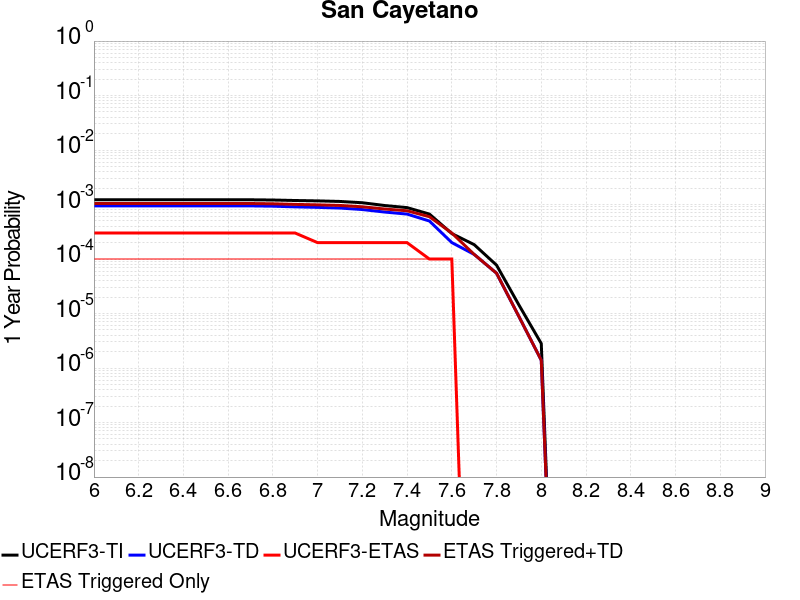 San Cayetano
10^0
10^-1
10^-2
10^-3
10^-4
10^-5
10^-6
10^-7
10^-8
1 Year Probability
6 6.2 6.4 6.6 6.8 7 7.2 7.4 7.6 7.8 8 8.2 8.4 8.6 8.8 9
Magnitude
UCERF3-TI UCERF3-TD UCERF3-ETAS ETAS Triggered+TD
ETAS Triggered Only